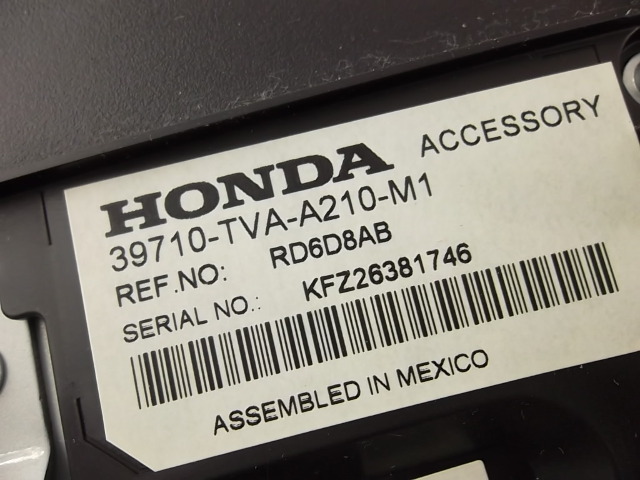 HONDA ACCESSORY
39710-TVA-A210-M1
REF.NO: RD6D8AB
SERIAL NO.: KFZ26381746
ASSEMBLED IN MEXICO